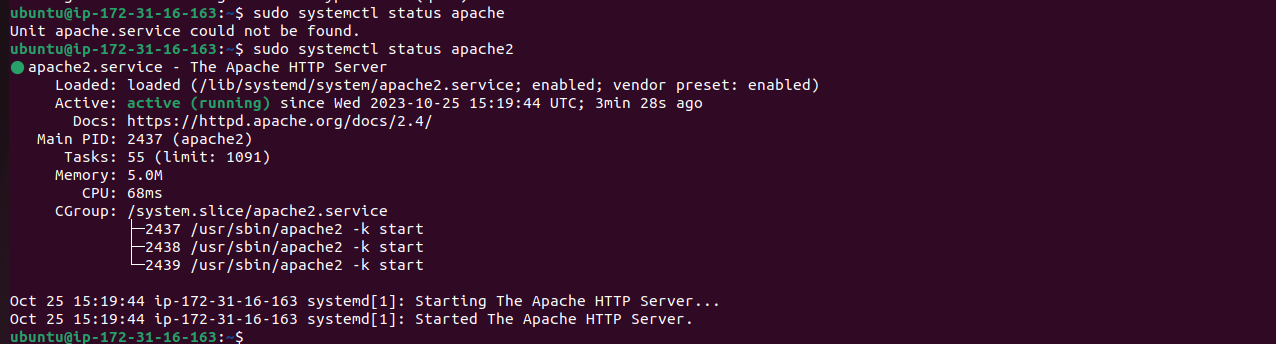 ubuntu@ip-172-31-16-163:~$ sudo systemctl status apache
Unit apache.service could not be found.
ubuntu@ip-172-31-16-163:~$ sudo systemctl status apache2
● apache2.service - The Apache HTTP Server
     Loaded: loaded (/lib/systemd/system/apache2.service; enabled; vendor preset: enabled)
     Active: active (running) since Wed 2023-10-25 15:19:44 UTC; 3min 28s ago
       Docs: https://httpd.apache.org/docs/2.4/
   Main PID: 2437 (apache2)
      Tasks: 55 (limit: 1091)
     Memory: 5.0M
        CPU: 68ms
     CGroup: /system.slice/apache2.service
             ├─2437 /usr/sbin/apache2 -k start
             ├─2438 /usr/sbin/apache2 -k start
             └─2439 /usr/sbin/apache2 -k start
Oct 25 15:19:44 ip-172-31-16-163 systemd[1]: Starting The Apache HTTP Server...
Oct 25 15:19:44 ip-172-31-16-163 systemd[1]: Started The Apache HTTP Server.
ubuntu@ip-172-31-16-163:~$